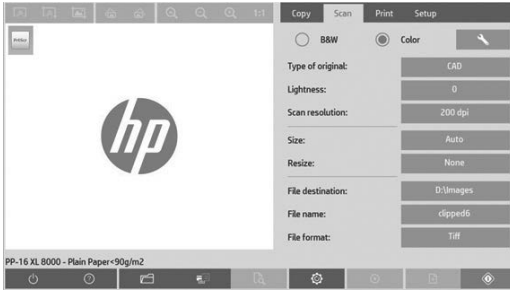 1:1
Copy Scan Print Setup
B&W Color
Type of original: CAD
Lightness: 0
Scan resolution: 200 dpi
Size: Auto
Resize: None
File destination: D:\Images
File name: clipped6
File format: Tiff
hp
PP-16 XL 8000 - Plain Paper<90g/m2